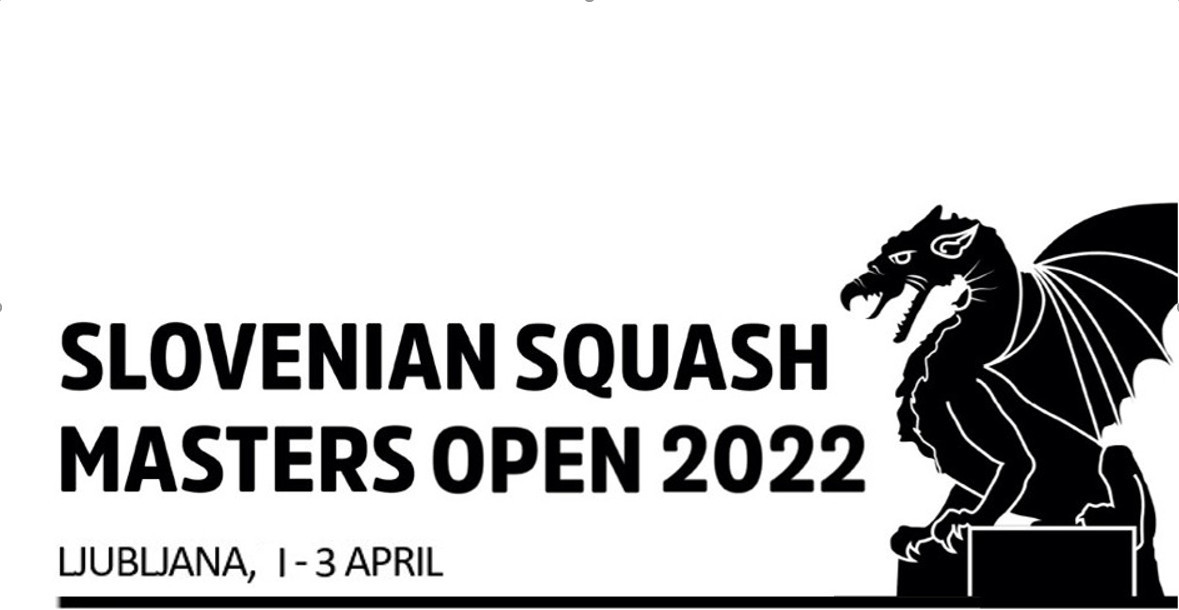 SLOVENIAN SQUASH
MASTERS OPEN 2022
LJUBLJANA, 1 - 3 APRIL